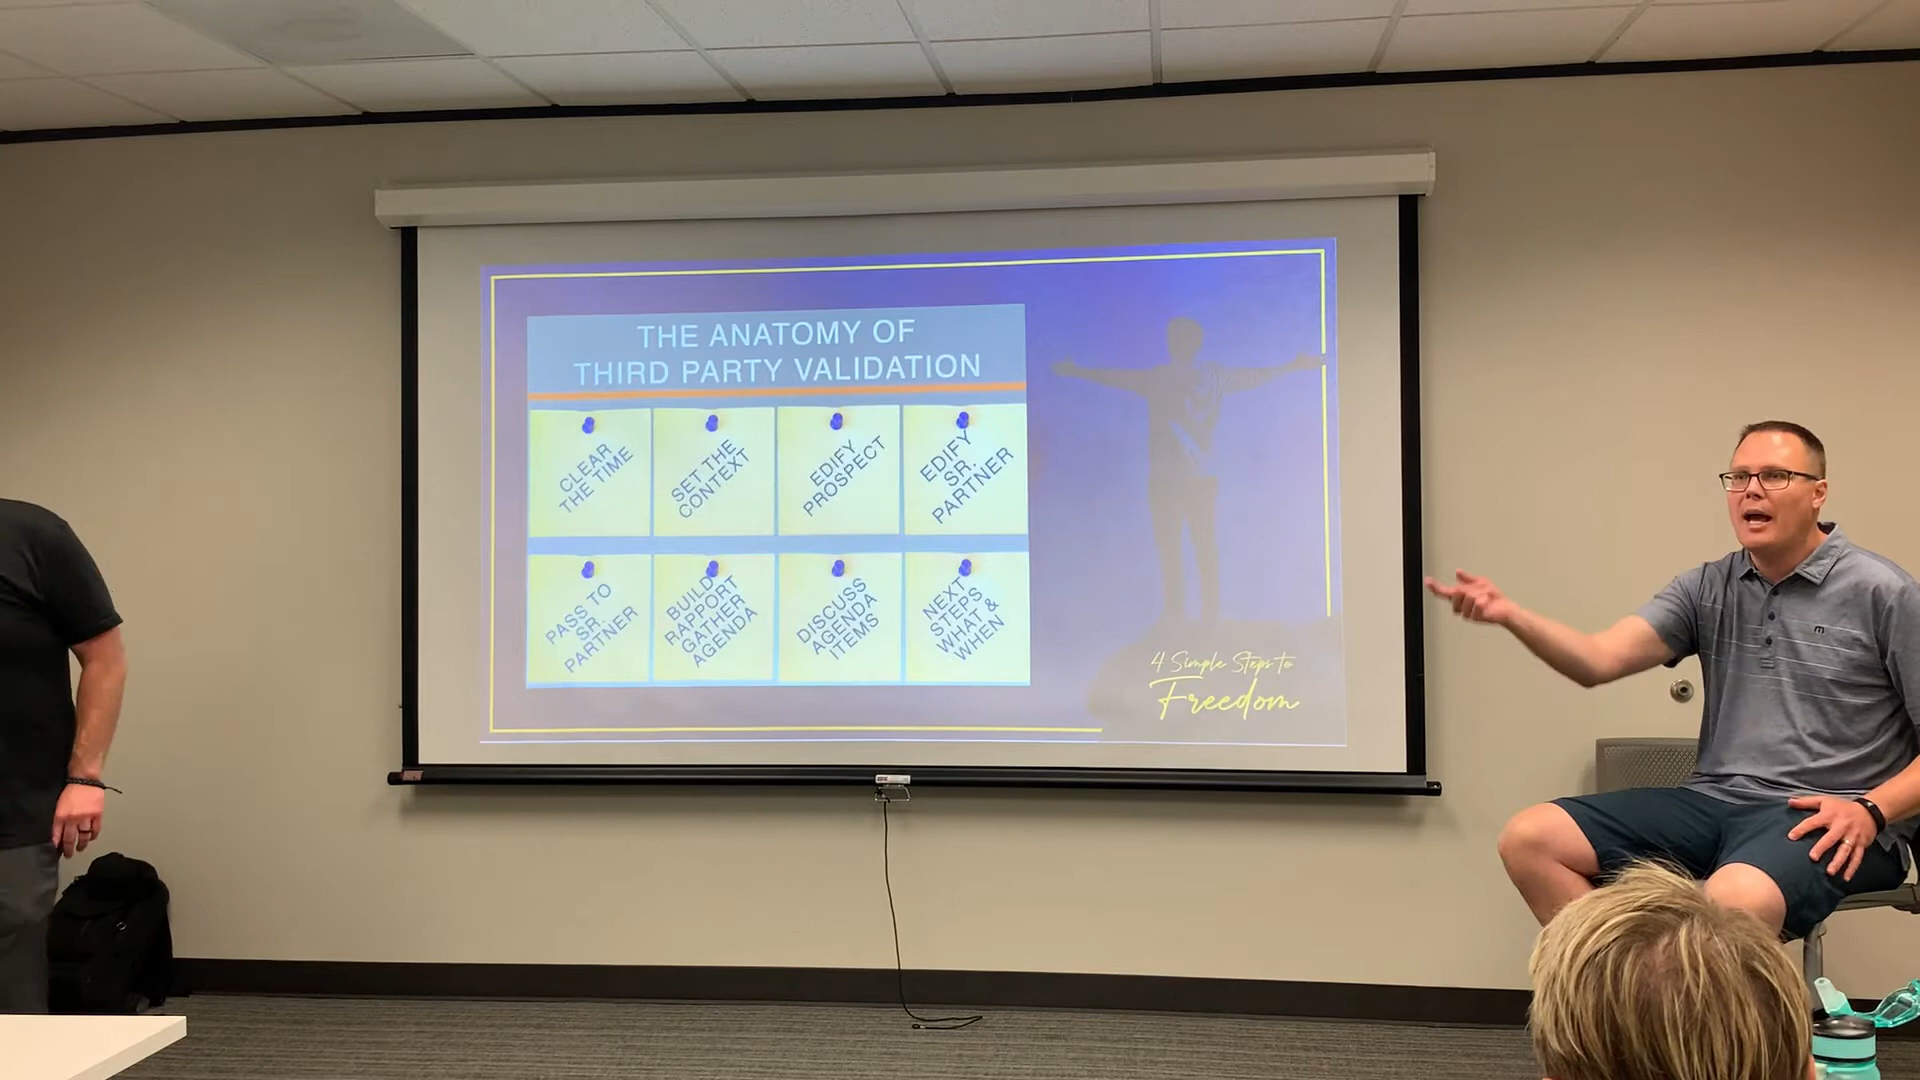 THE ANATOMY OF
THIRD PARTY VALIDATION
CLEAR
THE TIME
SET THE
CONTEXT
EDIFY
PROSPECT
EDIFY
SR.
PARTNER
PASS TO
SR.
PARTNER
BUILD
RAPPORT
GATHER
AGENDA
DISCUSS
AGENDA
ITEMS
NEXT
STEPS
WHAT &
WHEN
4 Simple Steps to
Freedom
m